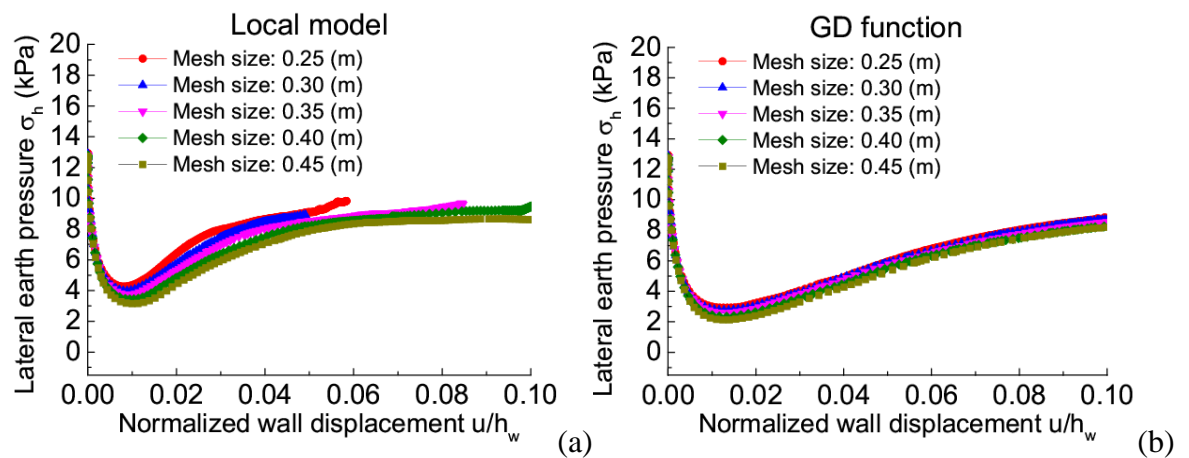 Local model
Lateral earth pressure σh (kPa)
20
18
16
14
12
10
8
6
4
2
0
Mesh size: 0.25 (m)
Mesh size: 0.30 (m)
Mesh size: 0.35 (m)
Mesh size: 0.40 (m)
Mesh size: 0.45 (m)
0.00 0.02 0.04 0.06 0.08 0.10
Normalized wall displacement u/hw
(a)
GD function
Lateral earth pressure σh (kPa)
20
18
16
14
12
10
8
6
4
2
0
Mesh size: 0.25 (m)
Mesh size: 0.30 (m)
Mesh size: 0.35 (m)
Mesh size: 0.40 (m)
Mesh size: 0.45 (m)
0.00 0.02 0.04 0.06 0.08 0.10
Normalized wall displacement u/hw
(b)